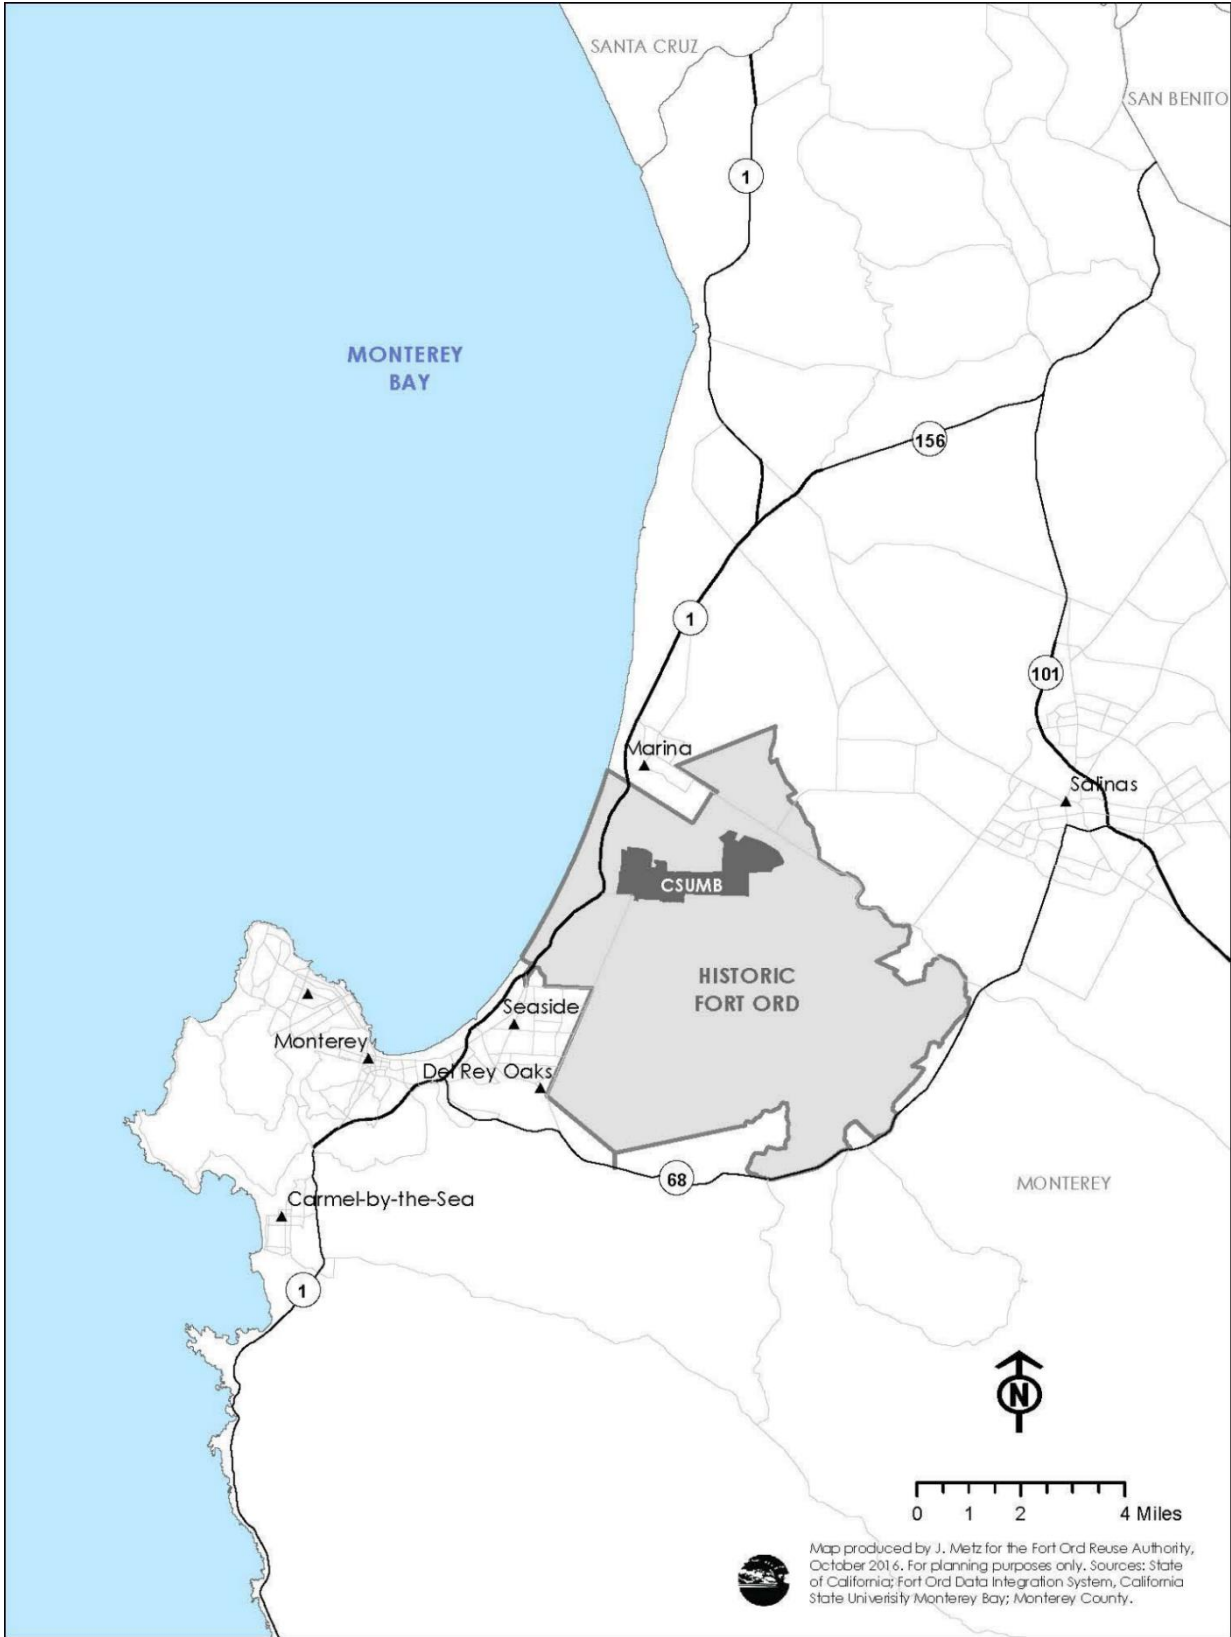 SANTA CRUZ
SAN BENITO
1
MONTEREY
BAY
156
1
101
Marina
Salinas
CSUMB
HISTORIC
FORT ORD
Seaside
Monterey
Del Rey Oaks
68
MONTEREY
Carmel-by-the-Sea
1
N
0 1 2 4 Miles
Map produced by J. Metz for the Fort Ord Reuse Authority,
October 2016. For planning purposes only. Sources: State
of California; Fort Ord Data Integration System, California
State Univerisity Monterey Bay; Monterey County.